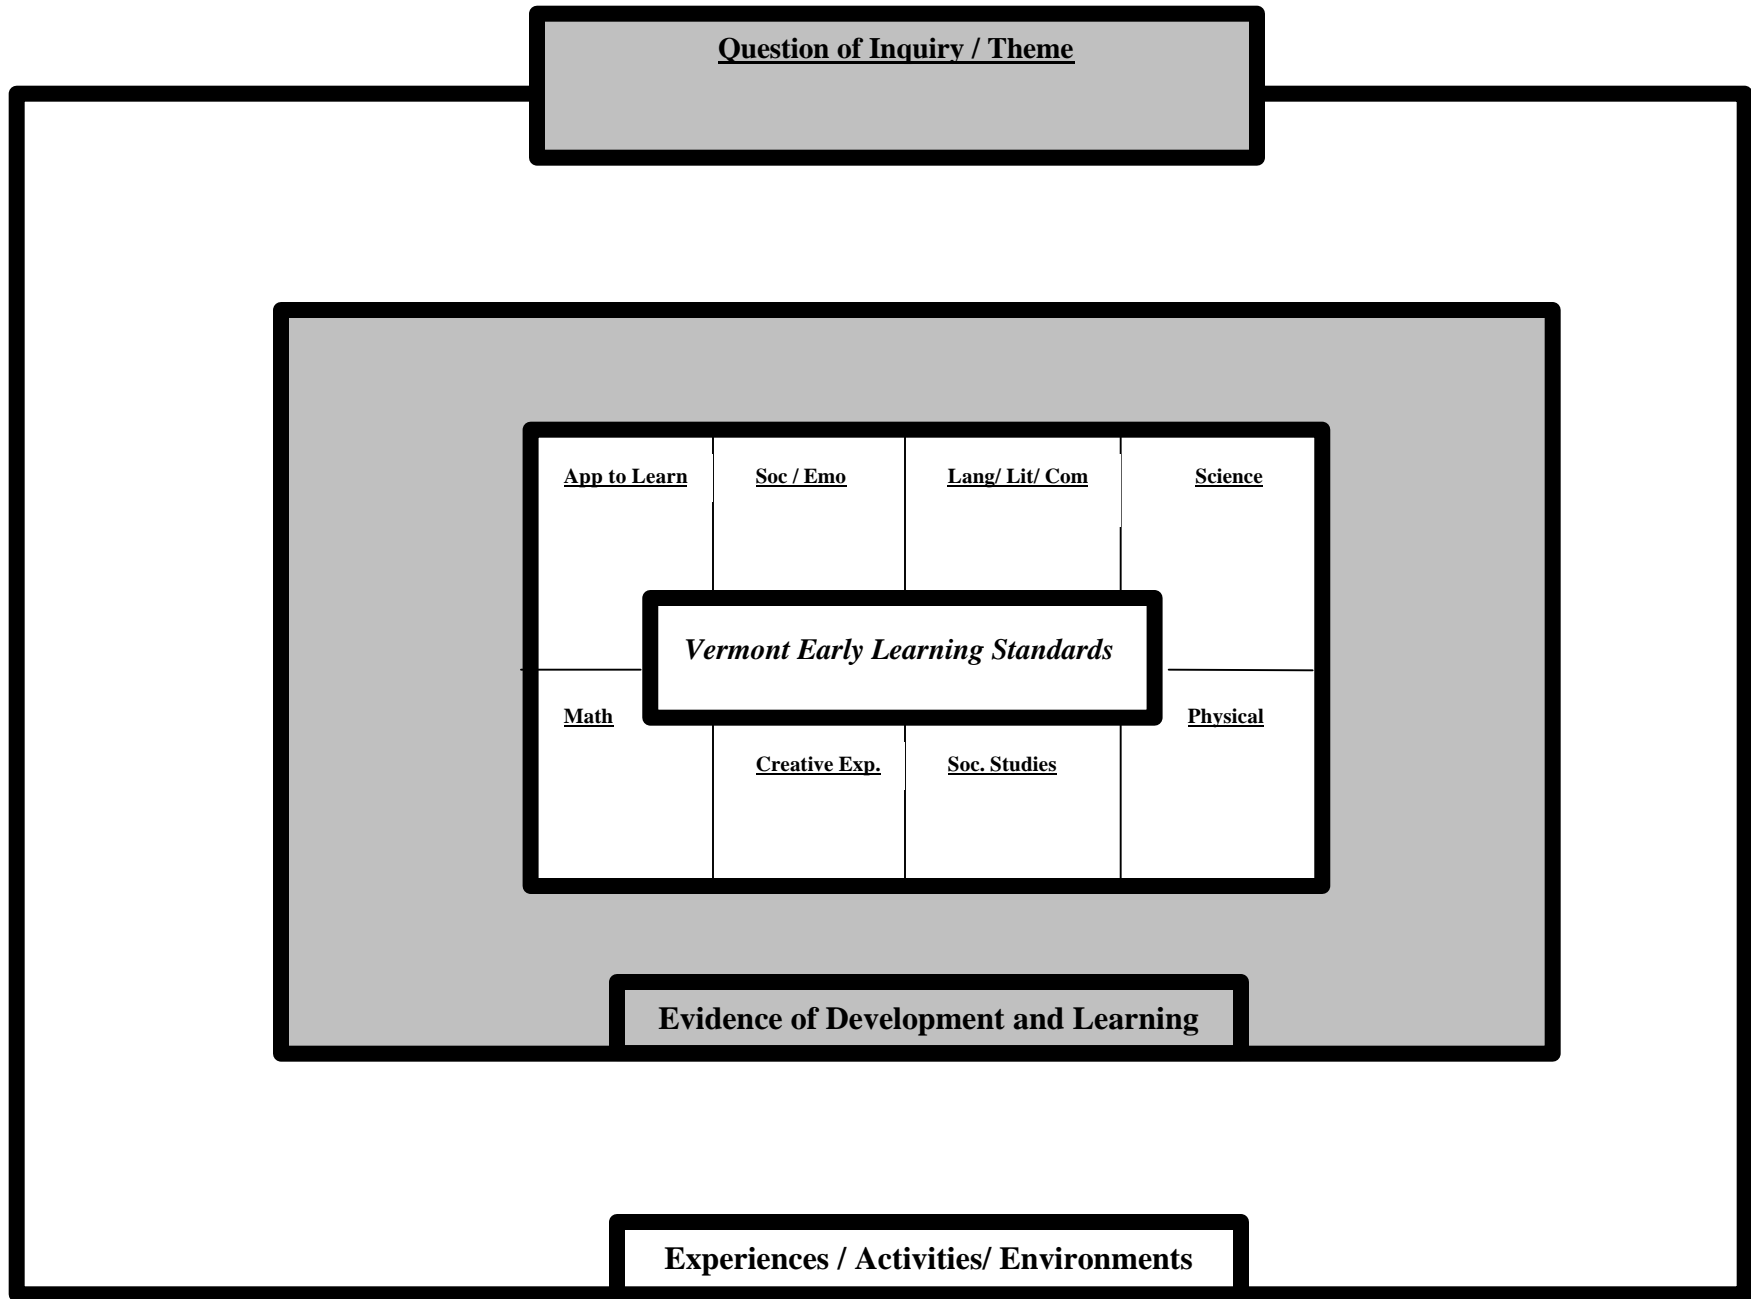 Question of Inquiry / Theme
App to Learn
Soc / Emo
Lang/ Lit/ Com
Science
Vermont Early Learning Standards
Math
Physical
Creative Exp.
Soc. Studies
Evidence of Development and Learning
Experiences / Activities/ Environments